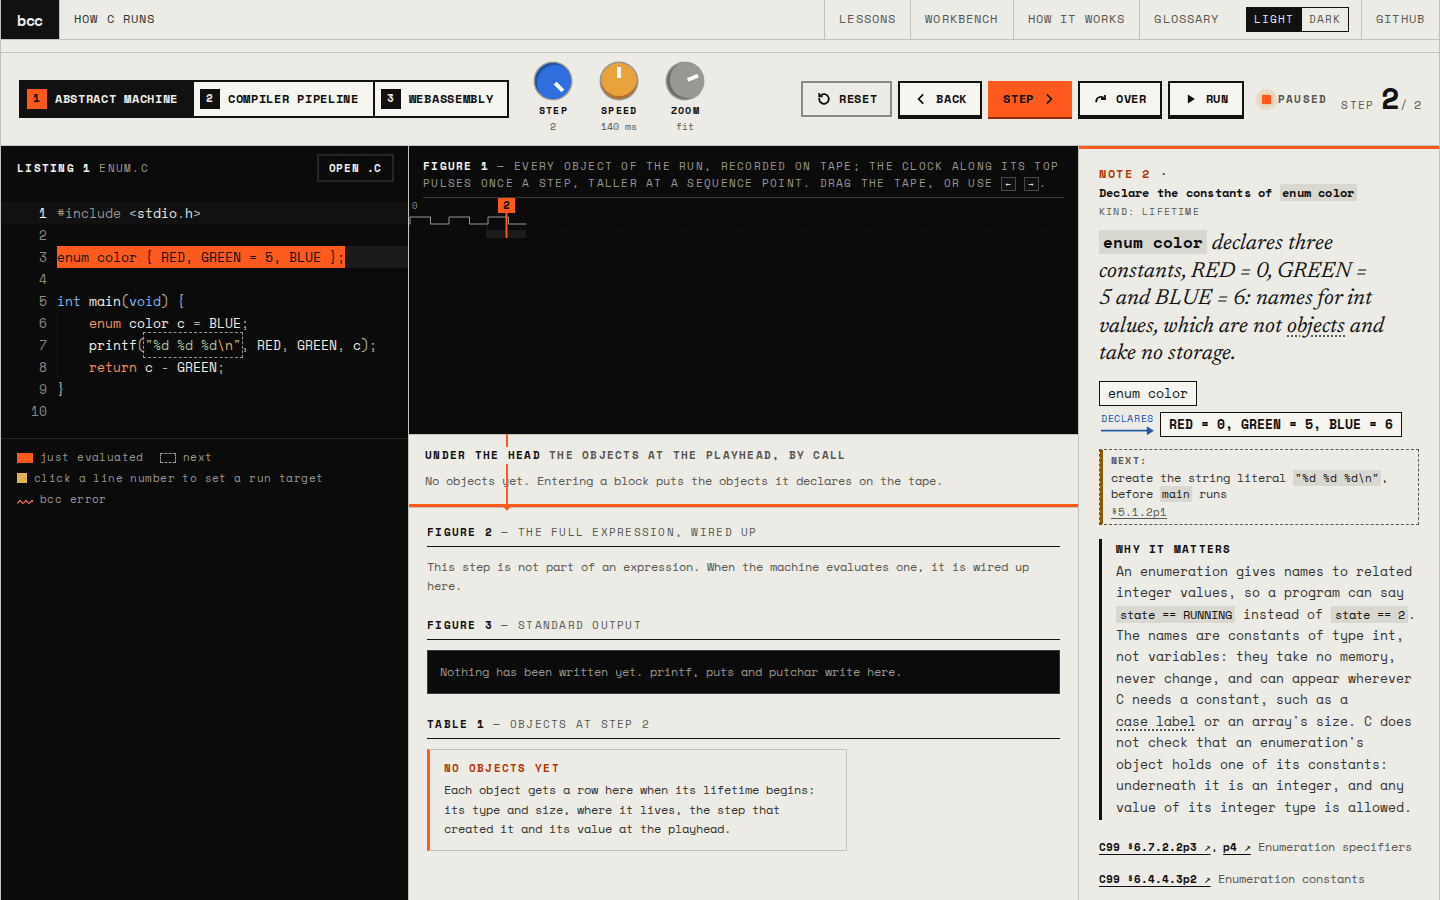 bcc HOW C RUNS LESSONS WORKBENCH HOW IT WORKS GLOSSARY LIGHT DARK GITHUB
1 ABSTRACT MACHINE 2 COMPILER PIPELINE 3 WEBASSEMBLY
STEP SPEED ZOOM
2 140 ms fit
RESET BACK STEP OVER RUN PAUSED STEP 2 / 2
LISTING 1 ENUM.C OPEN .C
1 #include <stdio.h>
2
3 enum color { RED, GREEN = 5, BLUE };
4
5 int main(void) {
6 enum color c = BLUE;
7 printf("%d %d %d\n", RED, GREEN, c);
8 return c - GREEN;
9 }
10
just evaluated next
click a line number to set a run target
bcc error
FIGURE 1 — EVERY OBJECT OF THE RUN, RECORDED ON TAPE; THE CLOCK ALONG ITS TOP
PULSES ONCE A STEP, TALLER AT A SEQUENCE POINT. DRAG THE TAPE, OR USE ← →.
0 2
UNDER THE HEAD THE OBJECTS AT THE PLAYHEAD, BY CALL
No objects yet. Entering a block puts the objects it declares on the tape.
FIGURE 2 — THE FULL EXPRESSION, WIRED UP
This step is not part of an expression. When the machine evaluates one, it is wired up
here.
FIGURE 3 — STANDARD OUTPUT
Nothing has been written yet. printf, puts and putchar write here.
TABLE 1 — OBJECTS AT STEP 2
NO OBJECTS YET
Each object gets a row here when its lifetime begins:
its type and size, where it lives, the step that
created it and its value at the playhead.
NOTE 2 ·
Declare the constants of enum color
KIND: LIFETIME
enum color declares three
constants, RED = 0, GREEN =
5 and BLUE = 6: names for int
values, which are not objects and
take no storage.
enum color
DECLARES RED = 0, GREEN = 5, BLUE = 6
NEXT:
create the string literal "%d %d %d\n",
before main runs
§5.1.2p1
WHY IT MATTERS
An enumeration gives names to related
integer values, so a program can say
state == RUNNING instead of state == 2.
The names are constants of type int,
not variables: they take no memory,
never change, and can appear wherever
C needs a constant, such as a
case label or an array's size. C does
not check that an enumeration's
object holds one of its constants:
underneath it is an integer, and any
value of its integer type is allowed.
C99 §6.7.2.2p3 ↗, p4 ↗ Enumeration specifiers
C99 §6.4.4.3p2 ↗ Enumeration constants